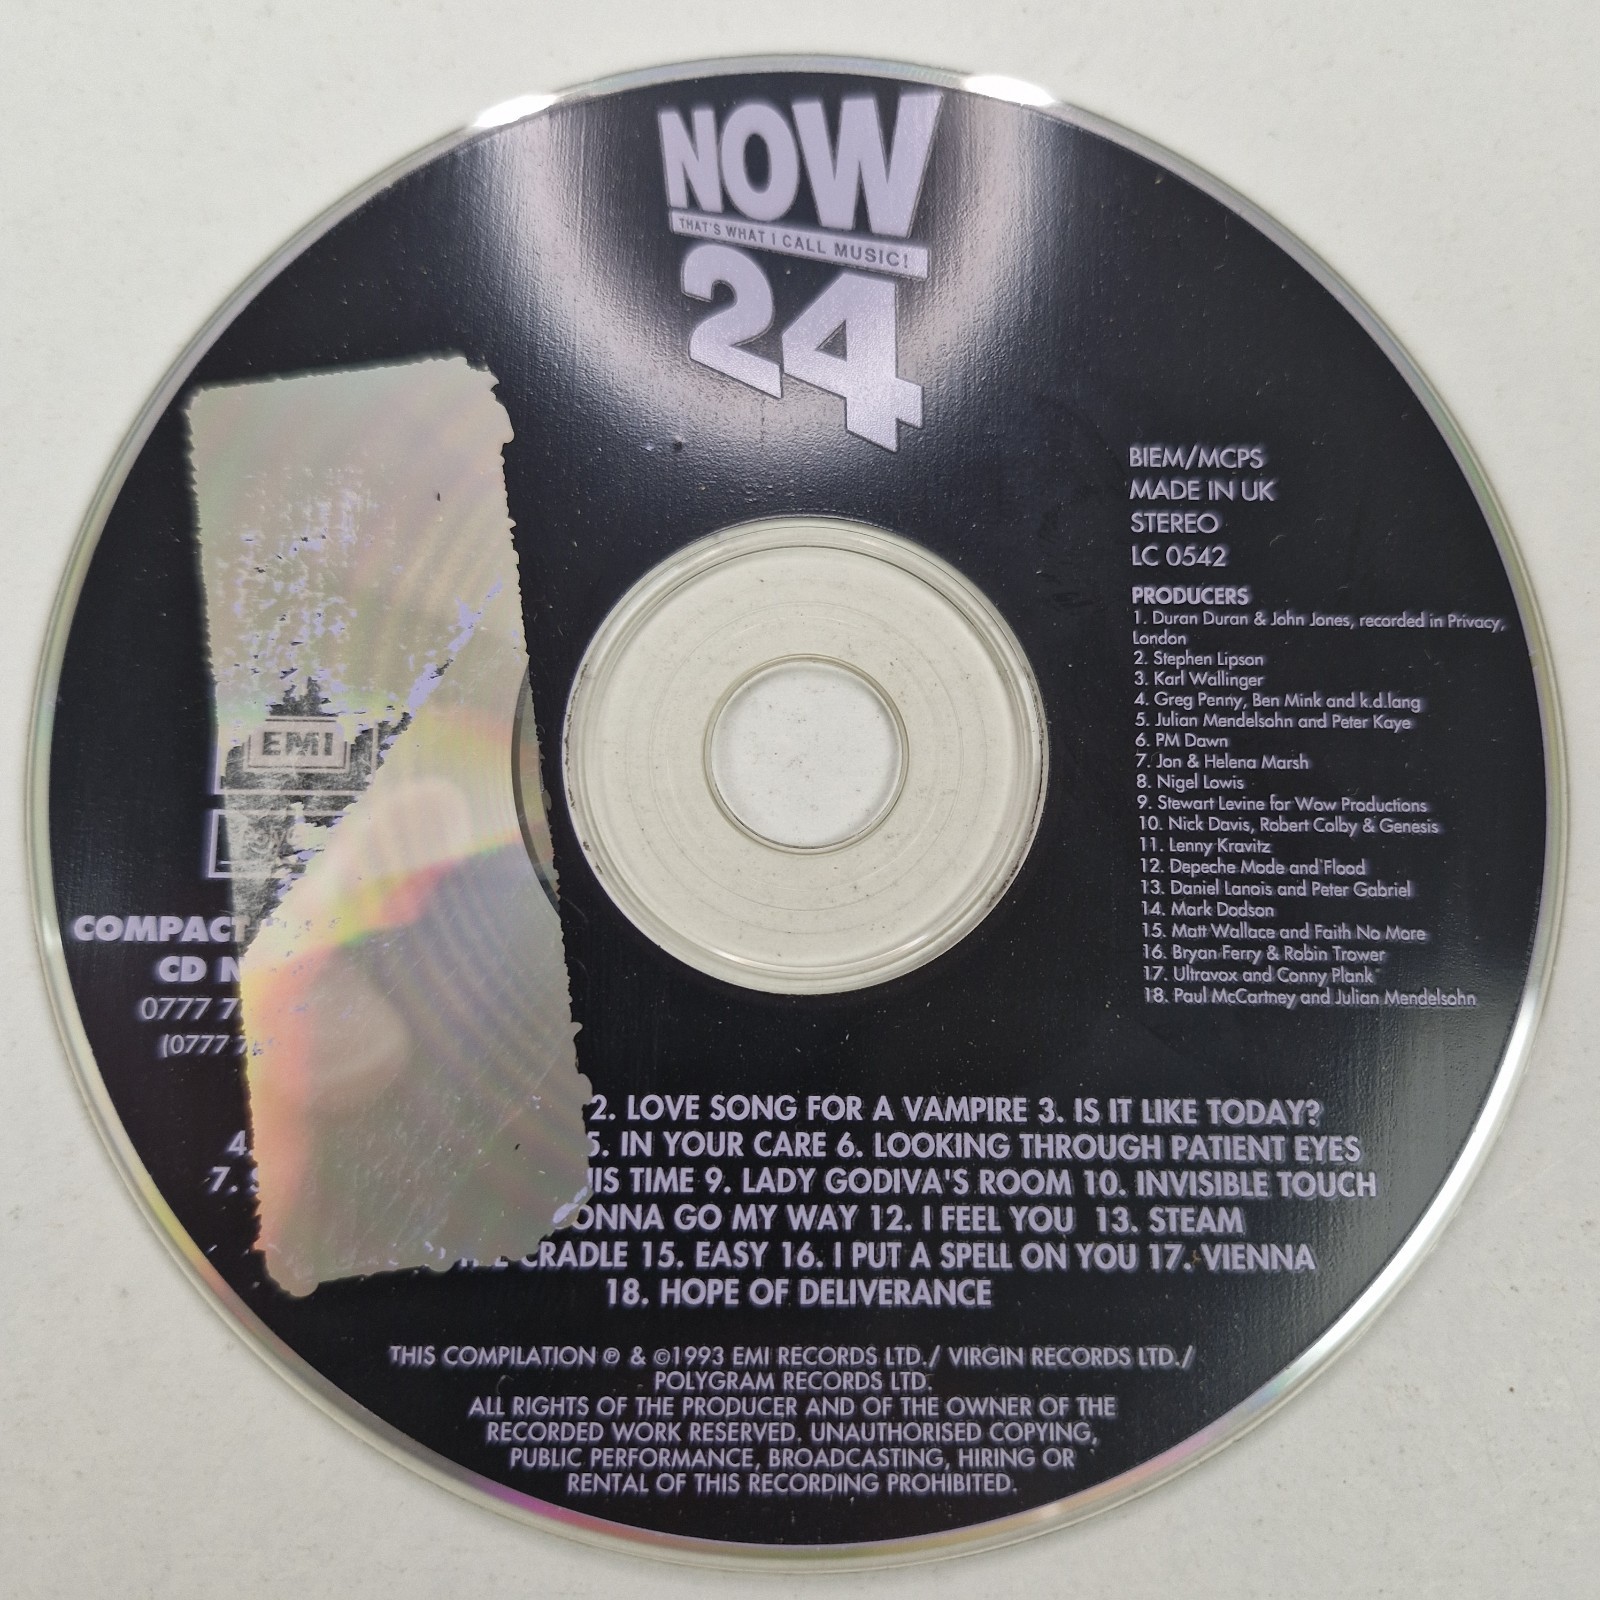 NOW
THAT'S WHAT I CALL MUSIC!
24
BIEM/MCPS
MADE IN UK
STEREO
LC 0542
PRODUCERS
1. Duran Duran & John Jones, recorded in Privacy,
London
2. Stephen Lipson
3. Karl Wallinger
4. Greg Penny, Ben Mink and k.d.lang
5. Julian Mendelsohn and Peter Kaye
6. PM Dawn
7. Jon & Helena Marsh
8. Nigel Lowis
9. Stewart Levine for Wow Productions
10. Nick Davis, Robert Colby & Genesis
11. Lenny Kravitz
12. Depeche Mode and Flood
13. Daniel Lanois and Peter Gabriel
14. Mark Dodson
15. Matt Wallace and Faith No More
16. Bryan Ferry & Robin Trower
17. Ultravox and Conny Plank
18. Paul McCartney and Julian Mendelsohn
EMI
COMPACT
CD
0777
(0777
2. LOVE SONG FOR A VAMPIRE 3. IS IT LIKE TODAY?
4. 5. IN YOUR CARE 6. LOOKING THROUGH PATIENT EYES
7. TIME 9. LADY GODIVA'S ROOM 10. INVISIBLE TOUCH
GO MY WAY 12. I FEEL YOU 13. STEAM
CRADLE 15. EASY 16. I PUT A SPELL ON YOU 17. VIENNA
18. HOPE OF DELIVERANCE
THIS COMPILATION ℗ & ©1993 EMI RECORDS LTD./ VIRGIN RECORDS LTD./
POLYGRAM RECORDS LTD.
ALL RIGHTS OF THE PRODUCER AND OF THE OWNER OF THE
RECORDED WORK RESERVED. UNAUTHORISED COPYING,
PUBLIC PERFORMANCE, BROADCASTING, HIRING OR
RENTAL OF THIS RECORDING PROHIBITED.